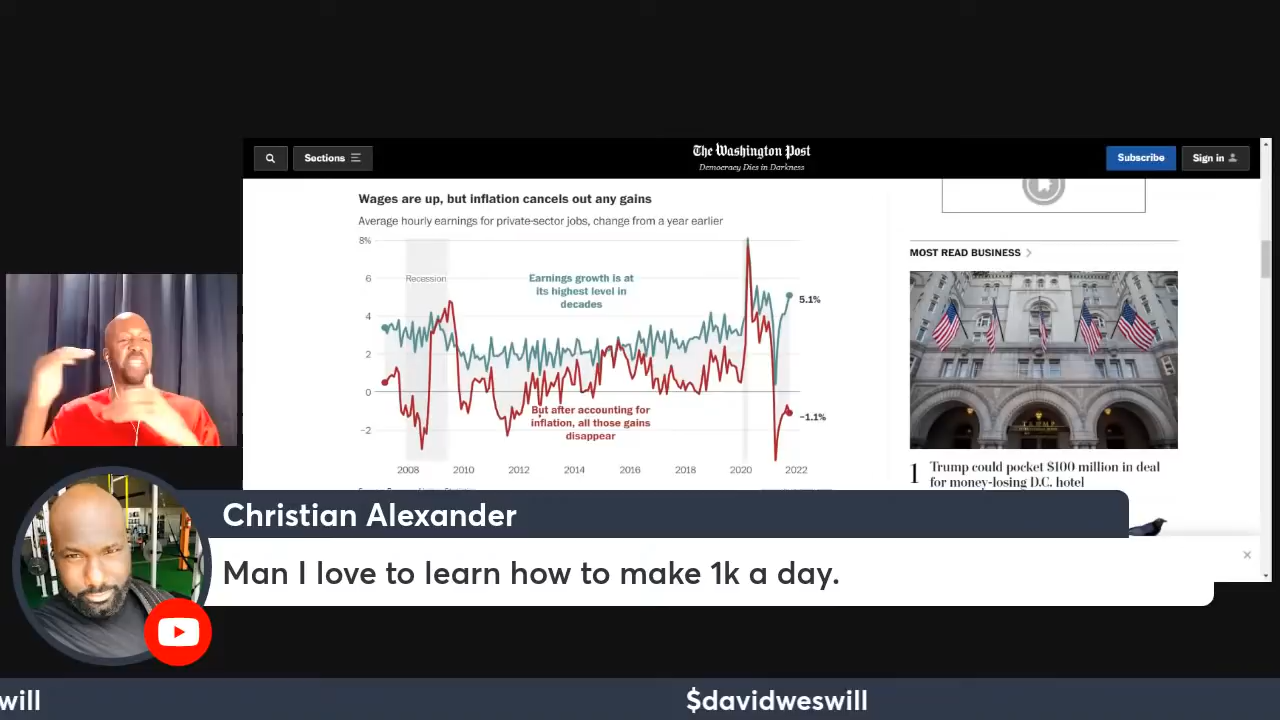 The Washington Post
Democracy Dies in Darkness
Sections
Subscribe
Sign in
Wages are up, but inflation cancels out any gains
Average hourly earnings for private-sector jobs, change from a year earlier
8%
6
4
2
0
-2
Recession
Earnings growth is at
its highest level in
decades
5.1%
But after accounting for
inflation, all those gains
disappear
-1.1%
2008
2010
2012
2014
2016
2018
2020
2022
MOST READ BUSINESS
TRUMP
1
Trump could pocket $100 million in deal
for money-losing D.C. hotel
Christian Alexander
Man I love to learn how to make 1k a day.
will
$davidweswill